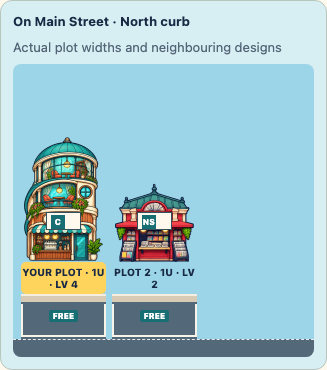 On Main Street · North curb
Actual plot widths and neighbouring designs
C
NS
YOUR PLOT · 1U
· LV 4
PLOT 2 · 1U · LV
2
FREE
FREE